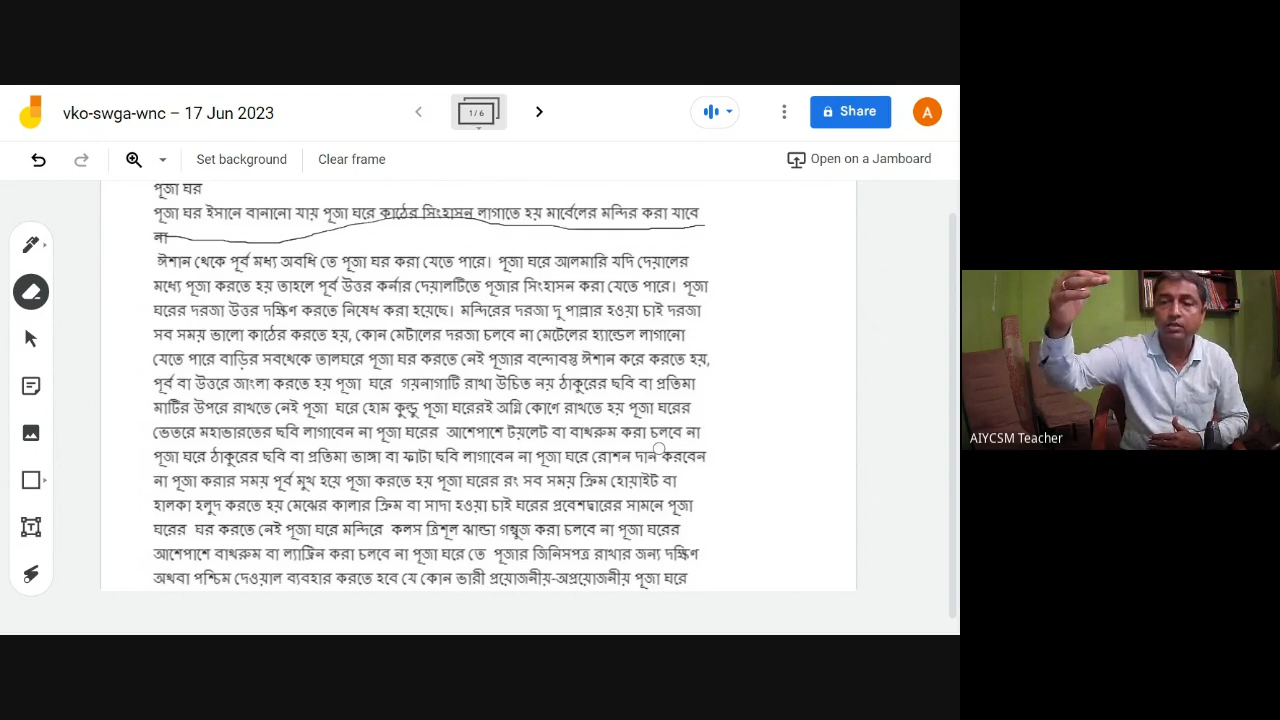 vko-swga-wnc – 17 Jun 2023
1 / 6
Share
A
Set background
Clear frame
Open on a Jamboard
পূজা ঘর
পূজা ঘর ইসানে বানানো যায় পূজা ঘরে কাঠের সিংহাসন লাগাতে হয় মার্বেলের মন্দির করা যাবে
না
ঈশান থেকে পূর্ব মধ্য অবধি তে পূজা ঘর করা যেতে পারে। পূজা ঘরে আলমারি যদি দেয়ালের
মধ্যে পূজা করতে হয় তাহলে পূর্ব উত্তর কর্নার দেয়ালটিতে পূজার সিংহাসন করা যেতে পারে। পূজা
ঘরের দরজা উত্তর দক্ষিণ করতে নিষেধ করা হয়েছে। মন্দিরের দরজা দু পাল্লার হওয়া চাই দরজা
সব সময় ভালো কাঠের করতে হয়, কোন মেটালের দরজা চলবে না মেটেলের হ্যান্ডেল লাগানো
যেতে পারে বাড়ির সবথেকে তালঘরে পূজা ঘর করতে নেই পূজার বন্দোবস্ত ঈশান করে করতে হয়,
পূর্ব বা উত্তরে জাংলা করতে হয় পূজা ঘরে গয়নাগাটি রাখা উচিত নয় ঠাকুরের ছবি বা প্রতিমা
মাটির উপরে রাখতে নেই পূজা ঘরে হোম কুন্ডু পূজা ঘরেরই অগ্নি কোণে রাখতে হয় পূজা ঘরের
ভেতরে মহাভারতের ছবি লাগাবেন না পূজা ঘরের আশেপাশে টয়লেট বা বাথরুম করা চলবে না
পূজা ঘরে ঠাকুরের ছবি বা প্রতিমা ভাঙ্গা বা ফাটা ছবি লাগাবেন না পূজা ঘরে রোশন দান করবেন
না পূজা করার সময় পূর্ব মুথ হয়ে পূজা করতে হয় পূজা ঘরের রং সব সময় ক্রিম হোয়াইট বা
হালকা হলুদ করতে হয় মেঝের কালার ক্রিম বা সাদা হওয়া চাই ঘরের প্রবেশদ্বারের সামনে পূজা
ঘরের ঘর করতে নেই পূজা ঘরে মন্দিরে কলস ত্রিশূল ঝান্ডা গম্বুজ করা চলবে না পূজা ঘরের
আশেপাশে বাথরুম বা ল্যাট্রিন করা চলবে না পূজা ঘরে তে পূজার জিনিসপত্র রাখার জন্য দক্ষিণ
অথবা পশ্চিম দেওয়াল ব্যবহার করতে হবে যে কোন ভারী প্রয়োজনীয়-অপ্রয়োজনীয় পূজা ঘরে
AIYCSM Teacher